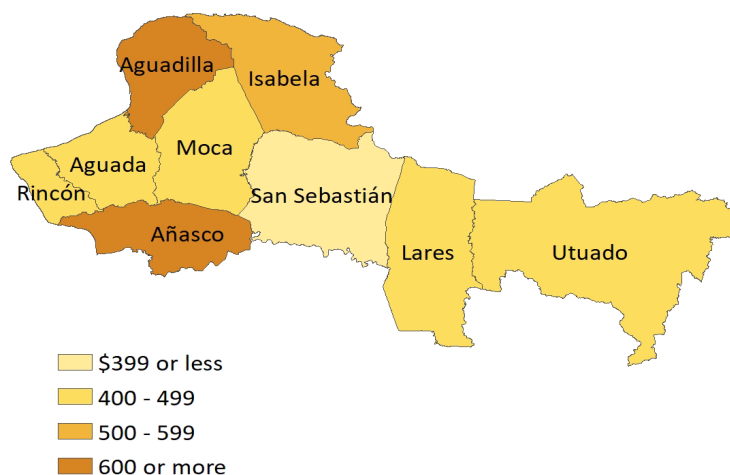 Aguadilla
Isabela
Moca
Aguada
Rincón
San Sebastián
Añasco
Lares
Utuado
$399 or less
400 - 499
500 - 599
600 or more